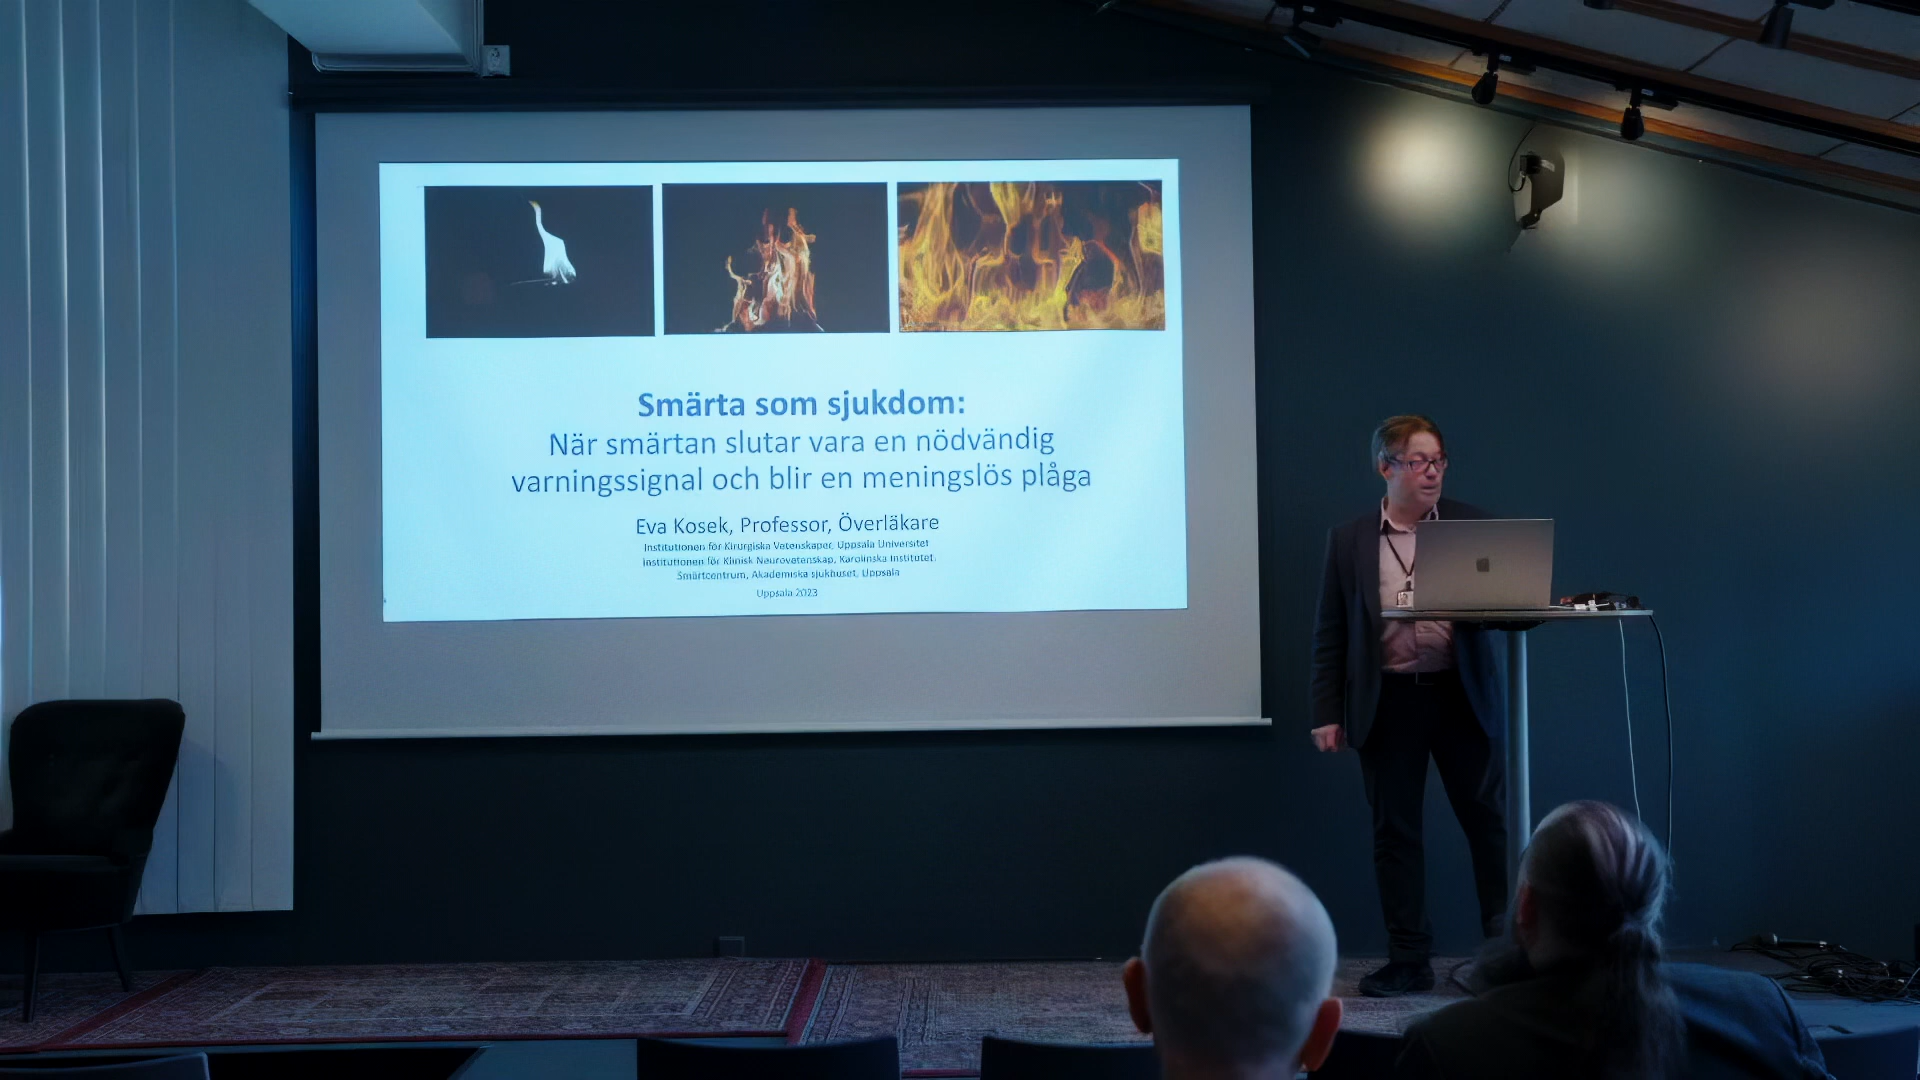 Smärta som sjukdom:
När smärtan slutar vara en nödvändig
varningssignal och blir en meningslös plåga
Eva Kosek, Professor, Överläkare
Institutionen för Kirurgiska Vetenskaper, Uppsala Universitet
Institutionen för Klinisk Neurovetenskap, Karolinska Institutet
Smärtcentrum, Akademiska sjukhuset, Uppsala
Uppsala 2023